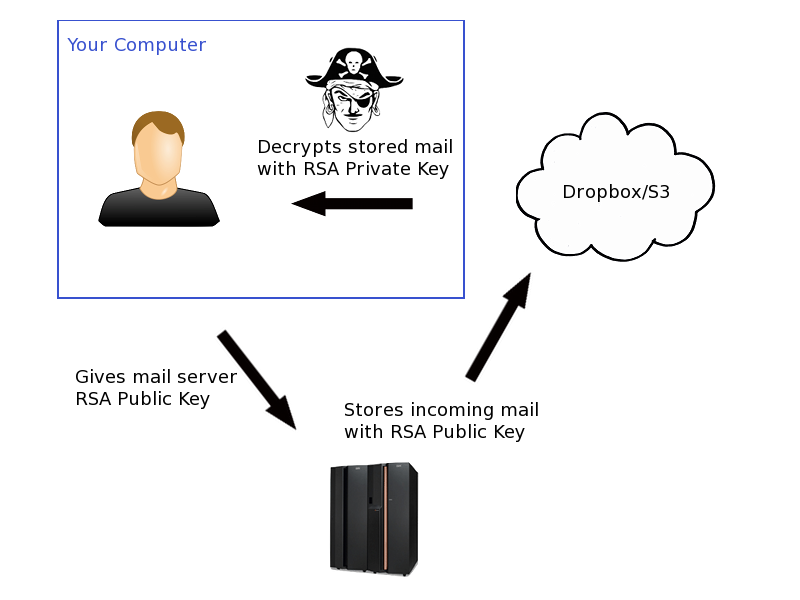 Your Computer
Decrypts stored mail
with RSA Private Key
Dropbox/S3
Gives mail server
RSA Public Key
Stores incoming mail
with RSA Public Key